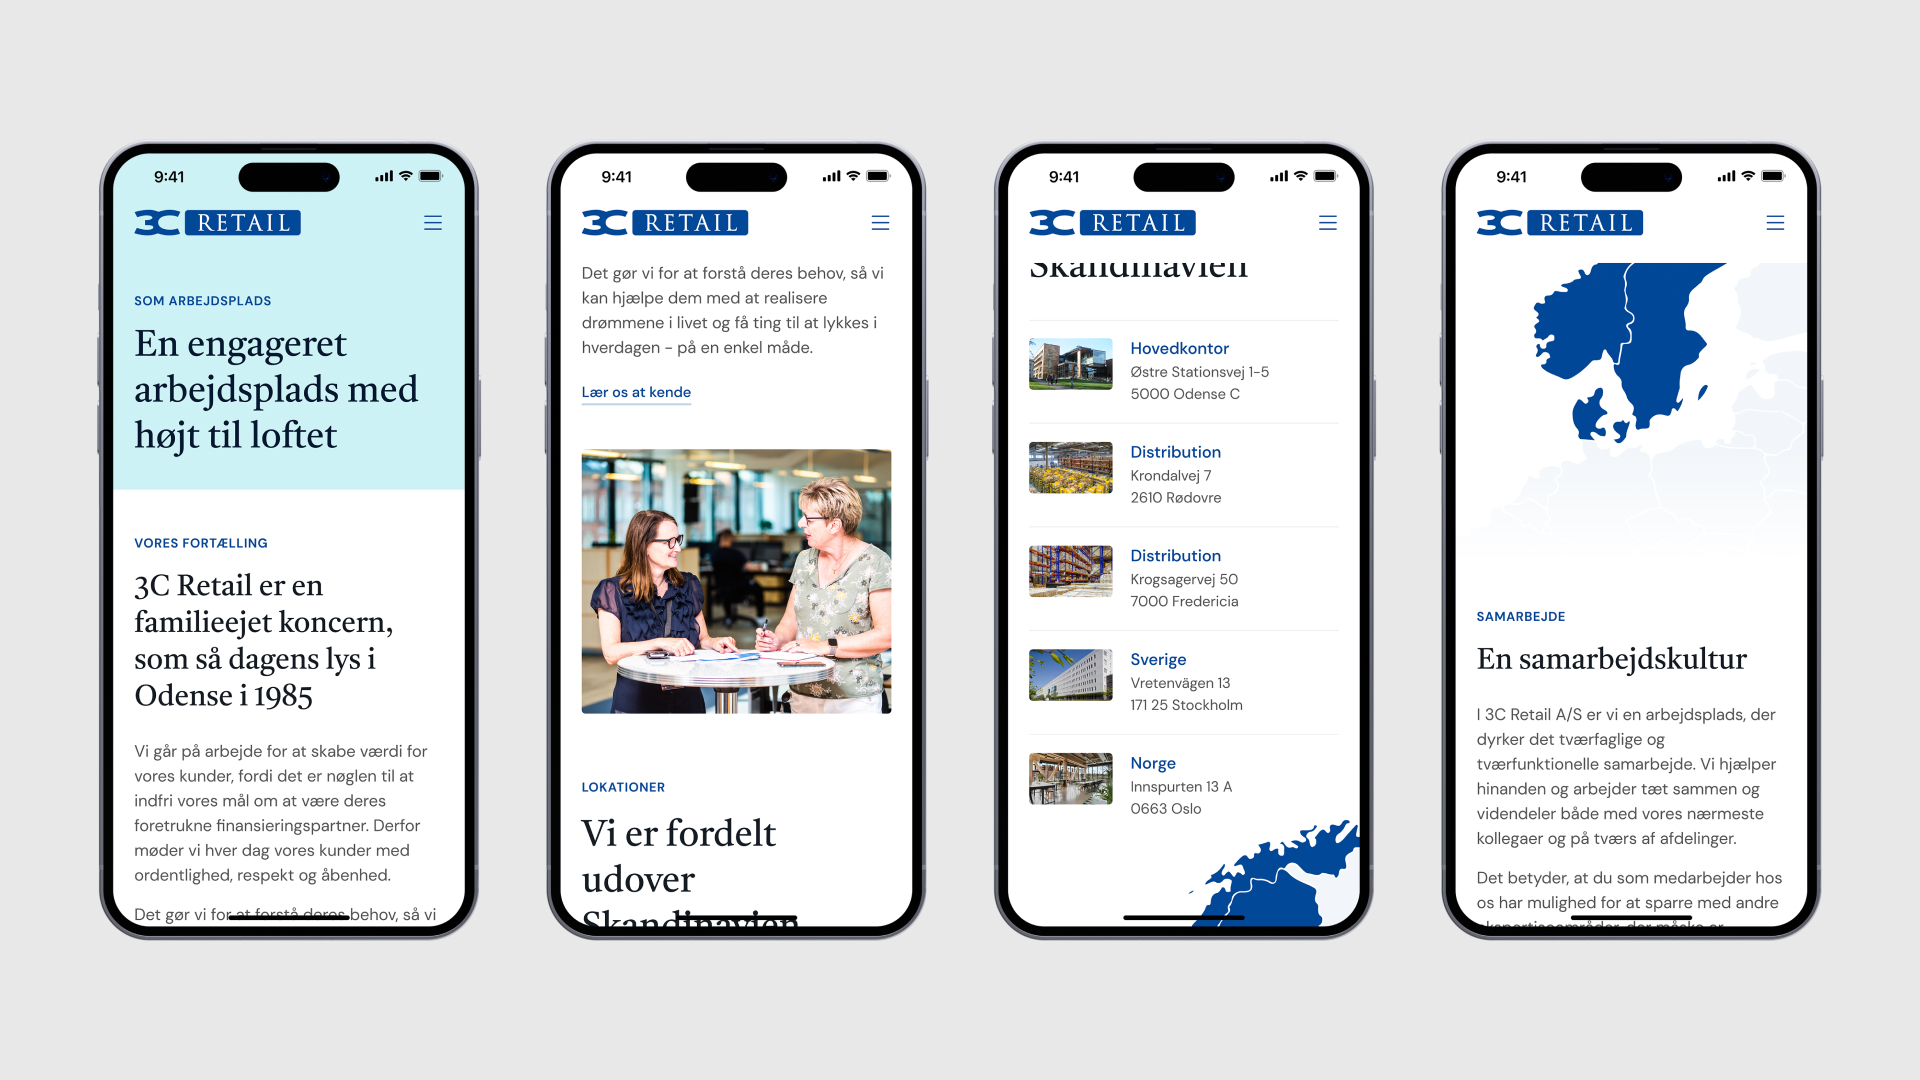 9:41
3C RETAIL
SOM ARBEJDSPLADS
En engageret
arbejdsplads med
højt til loftet
VORES FORTÆLLING
3C Retail er en
familieejet koncern,
som så dagens lys i
Odense i 1985
Vi går på arbejde for at skabe værdi for
vores kunder, fordi det er nøglen til at
indfri vores mål om at være deres
foretrukne finansieringspartner. Derfor
møder vi hver dag vores kunder med
ordentlighed, respekt og åbenhed.
Det gør vi for at forstå deres behov, så vi
9:41
3C RETAIL
Det gør vi for at forstå deres behov, så vi
kan hjælpe dem med at realisere
drømmene i livet og få ting til at lykkes i
hverdagen - på en enkel måde.
Lær os at kende
LOKATIONER
Vi er fordelt
udover
Skandinavien
9:41
3C RETAIL
Skandinavien
Hovedkontor
Østre Stationsvej 1-5
5000 Odense C
Distribution
Krondalvej 7
2610 Rødovre
Distribution
Krogsagervej 50
7000 Fredericia
Sverige
Vretenvägen 13
171 25 Stockholm
Norge
Innspurten 13 A
0663 Oslo
9:41
3C RETAIL
SAMARBEJDE
En samarbejdskultur
I 3C Retail A/S er vi en arbejdsplads, der
dyrker det tværfaglige og
tværfunktionelle samarbejde. Vi hjælper
hinanden og arbejder tæt sammen og
videndeler både med vores nærmeste
kollegaer og på tværs af afdelinger.
Det betyder, at du som medarbejder hos
os har mulighed for at sparre med andre
ekspertiseområder, der måske er